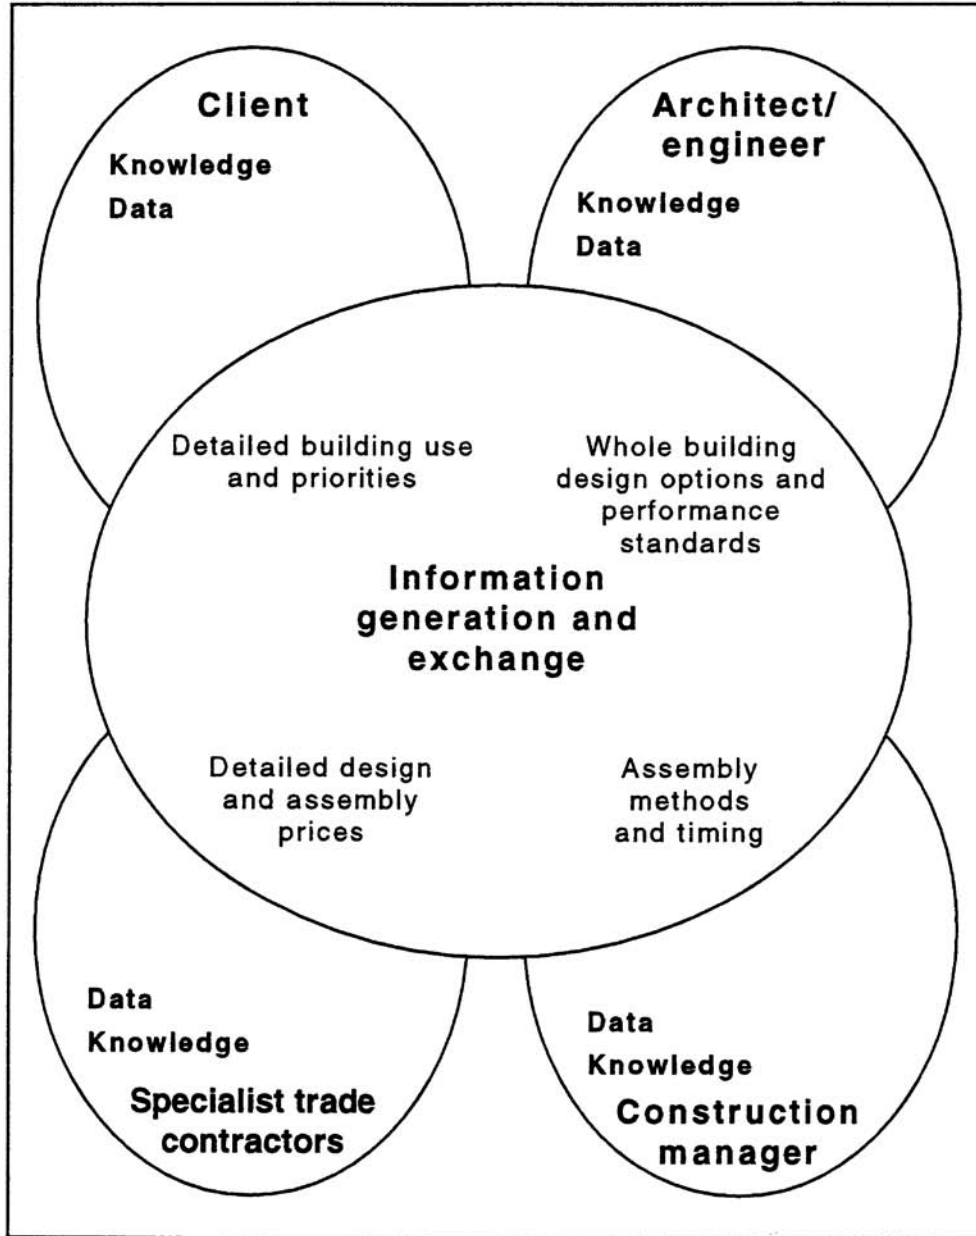 Client
Knowledge
Data
Architect/
engineer
Knowledge
Data
Detailed building use
and priorities
Whole building
design options and
performance
standards
Information
generation and
exchange
Detailed design
and assembly
prices
Assembly
methods
and timing
Data
Knowledge
Specialist trade
contractors
Data
Knowledge
Construction
manager